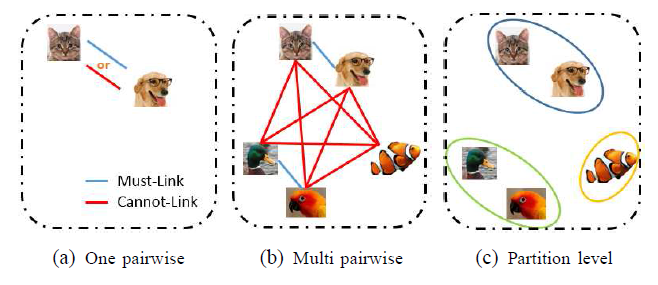 or
Must-Link
Cannot-Link
(a) One pairwise
(b) Multi pairwise
(c) Partition level